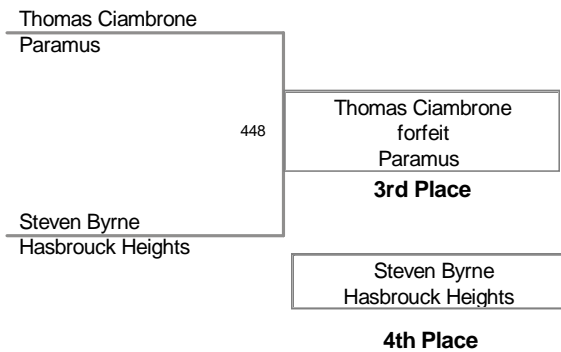 Thomas Ciambrone
Paramus
448
Thomas Ciambrone
forfeit
Paramus
3rd Place
Steven Byrne
Hasbrouck Heights
Steven Byrne
Hasbrouck Heights
4th Place